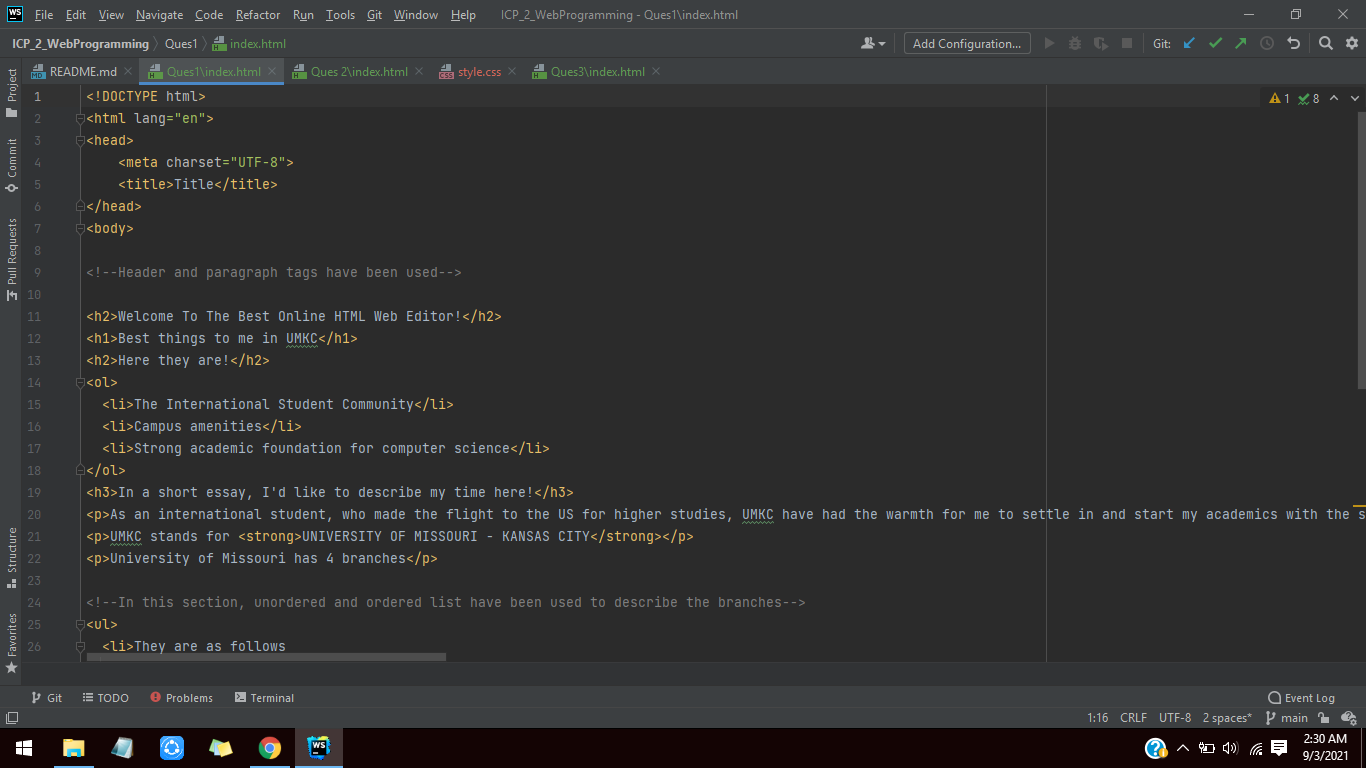 WS File Edit View Navigate Code Refactor Run Tools Git Window Help ICP_2_WebProgramming - Ques1\index.html
ICP_2_WebProgramming Ques1 index.html Add Configuration... Git:
README.md Ques1\index.html Ques 2\index.html style.css Ques3\index.html
Project
Commit
Pull Requests
Structure
Favorites
1 8
1 <!DOCTYPE html>
2 <html lang="en">
3 <head>
4 <meta charset="UTF-8">
5 <title>Title</title>
6 </head>
7 <body>
8
9 <!--Header and paragraph tags have been used-->
10
11 <h2>Welcome To The Best Online HTML Web Editor!</h2>
12 <h1>Best things to me in UMKC</h1>
13 <h2>Here they are!</h2>
14 <ol>
15 <li>The International Student Community</li>
16 <li>Campus amenities</li>
17 <li>Strong academic foundation for computer science</li>
18 </ol>
19 <h3>In a short essay, I'd like to describe my time here!</h3>
20 <p>As an international student, who made the flight to the US for higher studies, UMKC have had the warmth for me to settle in and start my academics with the s
21 <p>UMKC stands for <strong>UNIVERSITY OF MISSOURI - KANSAS CITY</strong></p>
22 <p>University of Missouri has 4 branches</p>
23
24 <!--In this section, unordered and ordered list have been used to describe the branches-->
25 <ul>
26 <li>They are as follows
Git TODO Problems Terminal Event Log
1:16 CRLF UTF-8 2 spaces* main
WS 2:30 AM
9/3/2021